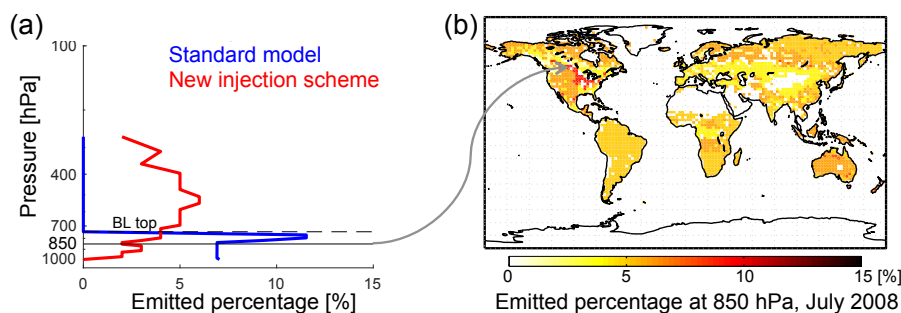 (a)
Standard model
New injection scheme
Pressure [hPa]
100
400
700
850
1000
BL top
0
5
10
15
Emitted percentage [%]
(b)
0
5
10
15 [%]
Emitted percentage at 850 hPa, July 2008